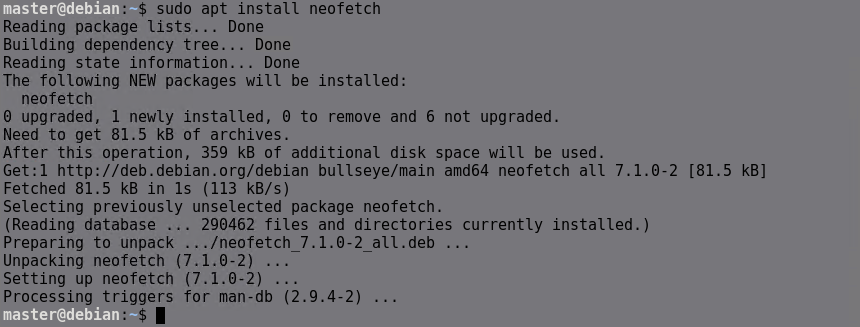 master@debian:~$ sudo apt install neofetch
Reading package lists... Done
Building dependency tree... Done
Reading state information... Done
The following NEW packages will be installed:
  neofetch
0 upgraded, 1 newly installed, 0 to remove and 6 not upgraded.
Need to get 81.5 kB of archives.
After this operation, 359 kB of additional disk space will be used.
Get:1 http://deb.debian.org/debian bullseye/main amd64 neofetch all 7.1.0-2 [81.5 kB]
Fetched 81.5 kB in 1s (113 kB/s)
Selecting previously unselected package neofetch.
(Reading database ... 290462 files and directories currently installed.)
Preparing to unpack .../neofetch_7.1.0-2_all.deb ...
Unpacking neofetch (7.1.0-2) ...
Setting up neofetch (7.1.0-2) ...
Processing triggers for man-db (2.9.4-2) ...
master@debian:~$